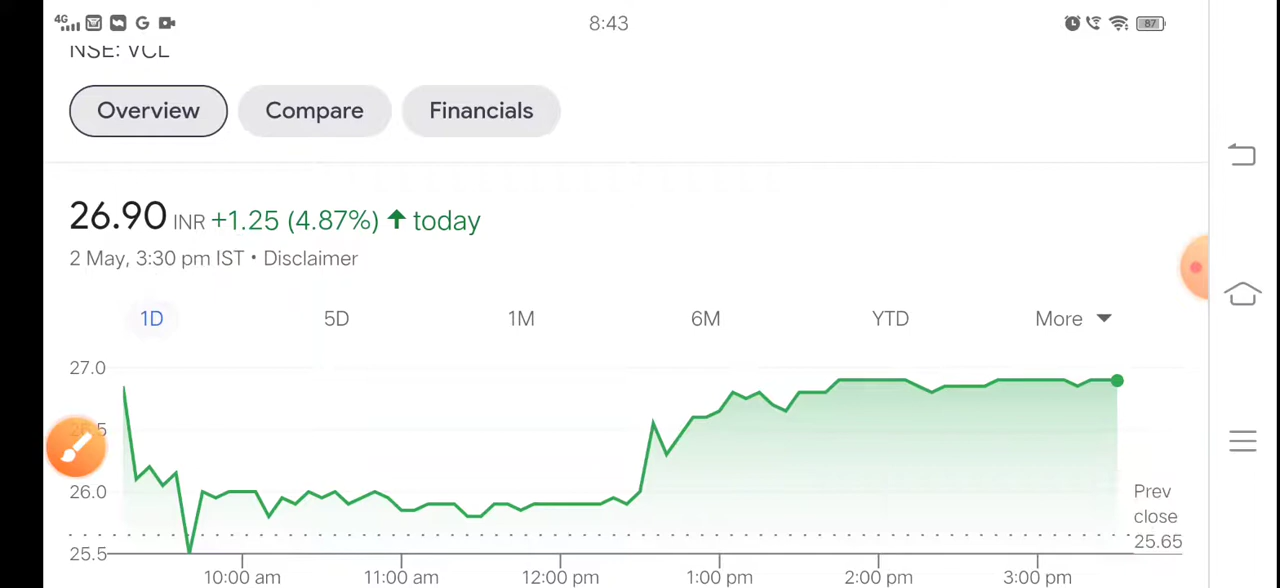 4G 8:43 87
NSE: VCL
Overview Compare Financials
26.90 INR +1.25 (4.87%) ↑ today
2 May, 3:30 pm IST • Disclaimer
1D 5D 1M 6M YTD More
27.0
26.0
Prev
close
25.65
25.5
10:00 am 11:00 am 12:00 pm 1:00 pm 2:00 pm 3:00 pm